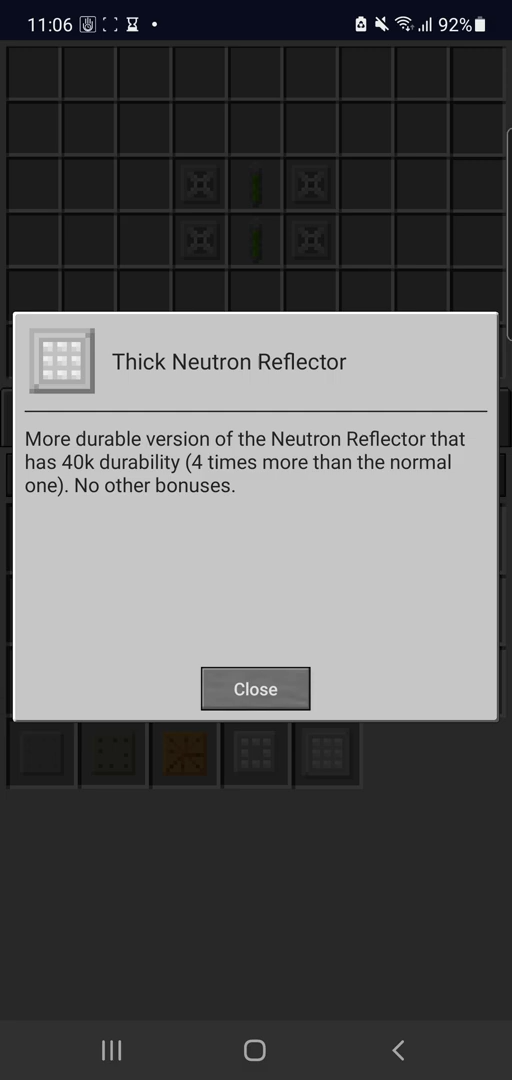 11:06
92%
Thick Neutron Reflector
More durable version of the Neutron Reflector that
has 40k durability (4 times more than the normal
one). No other bonuses.
Close